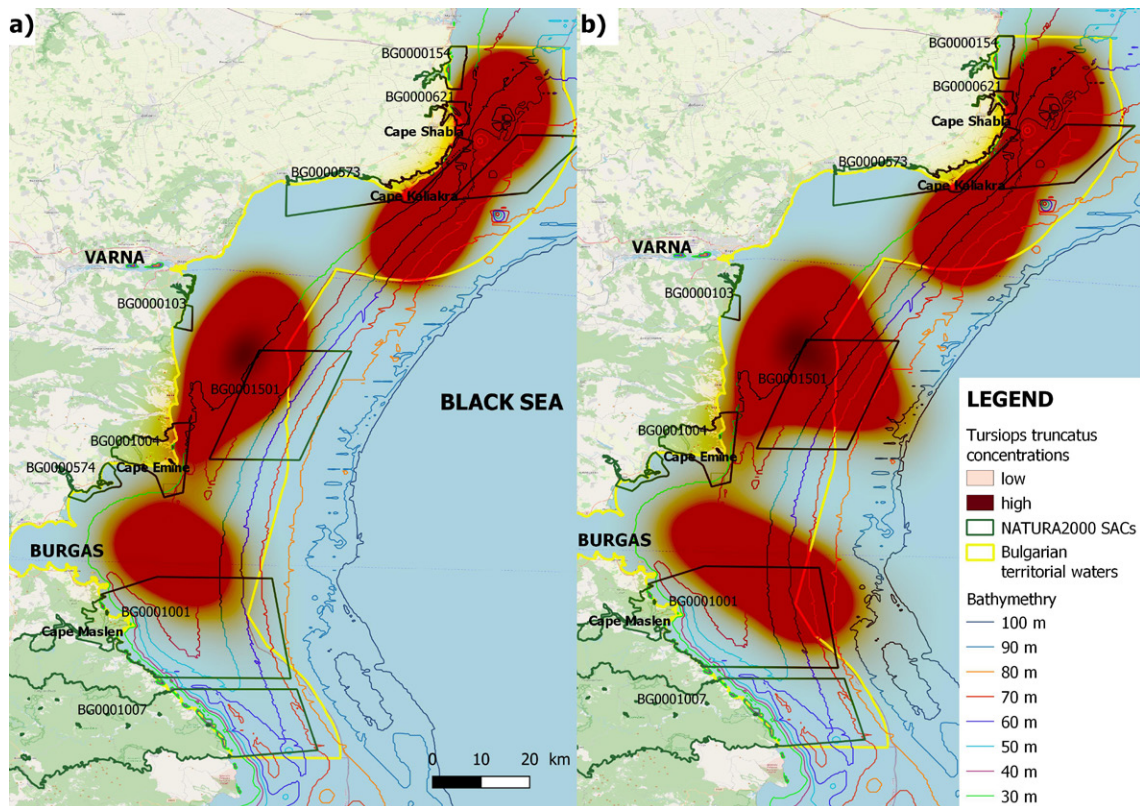 a)
BG0000154
BG0000621
Cape Shabla
BG0000573
Cape Kaliakra
VARNA
BG0000103
BG0001501
BLACK SEA
BG0001004
Cape Emine
BG0000574
BURGAS
BG0001001
Cape Maslen
BG0001007
0 10 20 km
b)
BG0000154
BG0000621
Cape Shabla
BG0000573
Cape Kaliakra
VARNA
BG0000103
BG0001501
BG0001004
Cape Emine
BG0000574
BURGAS
BG0001001
Cape Maslen
BG0001007
LEGEND
Tursiops truncatus
concentrations
low
high
NATURA2000 SACs
Bulgarian
territorial waters
Bathymethry
100 m
90 m
80 m
70 m
60 m
50 m
40 m
30 m